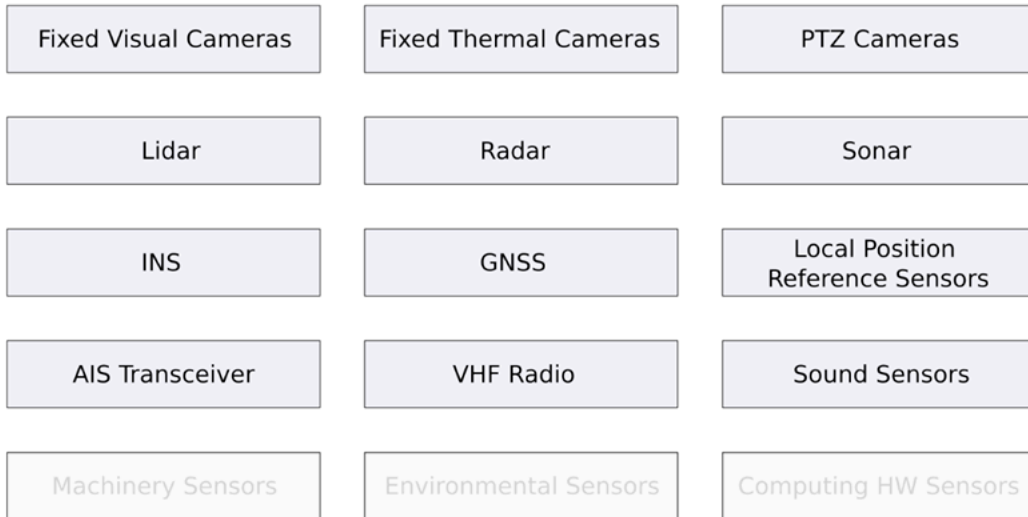 Fixed Visual Cameras
Fixed Thermal Cameras
PTZ Cameras
Lidar
Radar
Sonar
INS
GNSS
Local Position
Reference Sensors
AIS Transceiver
VHF Radio
Sound Sensors
Machinery Sensors
Environmental Sensors
Computing HW Sensors